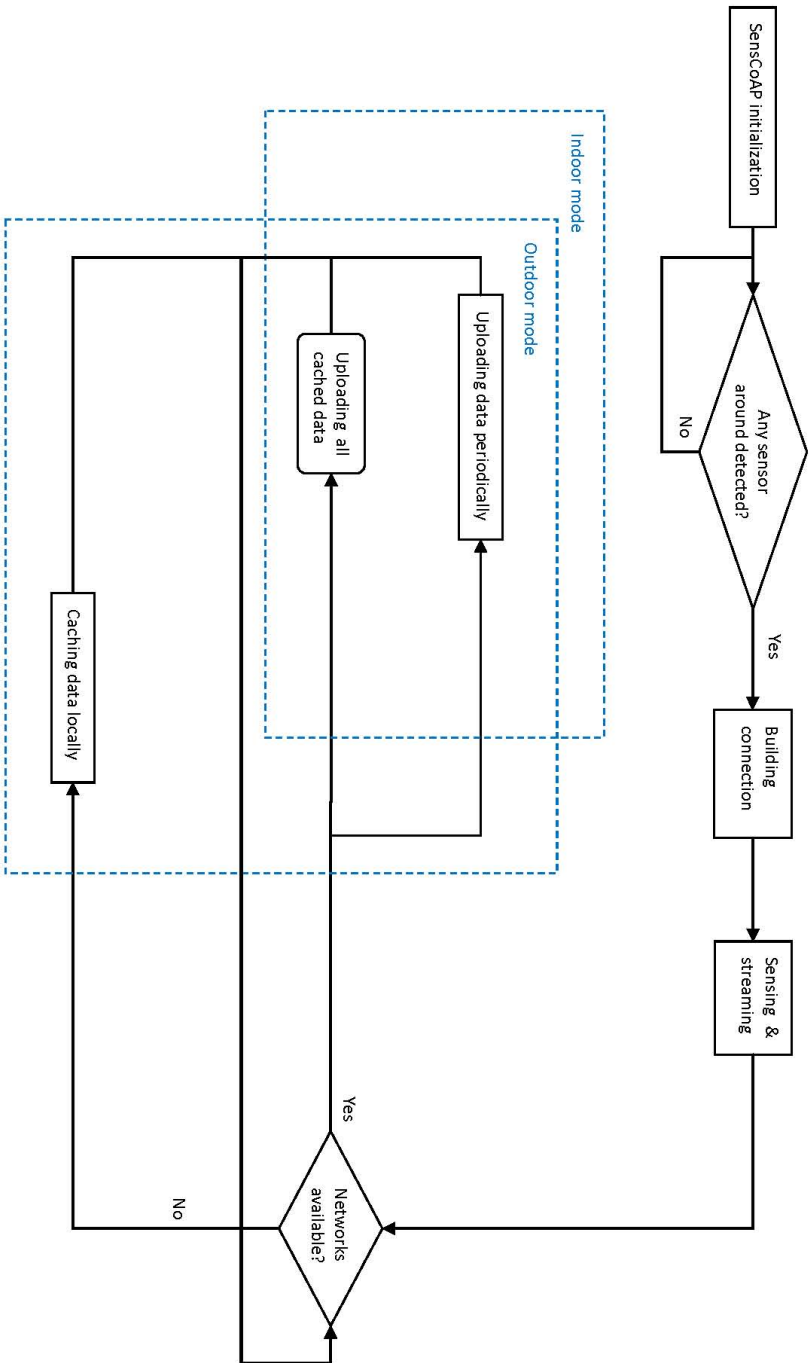 SensCoAP initialization
Any sensor
around detected?
No
Yes
Building
connection
Sensing &
streaming
Indoor mode
Outdoor mode
Uploading data periodically
Uploading all
cached data
Yes
Networks
available?
No
Caching data locally